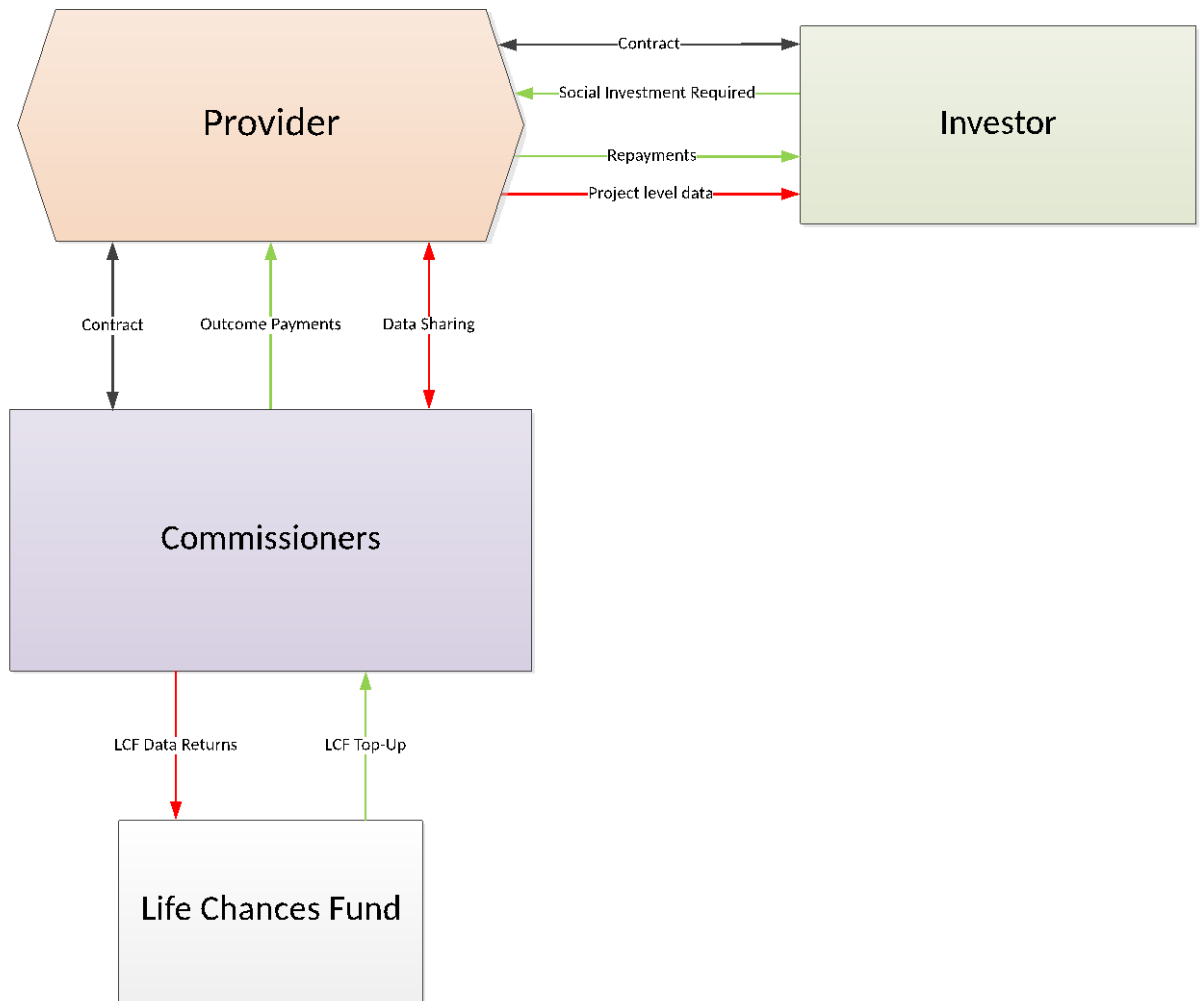 Contract
Provider
Social Investment Required
Investor
Repayments
Project level data
Contract
Outcome Payments
Data Sharing
Commissioners
LCF Data Returns
LCF Top-Up
Life Chances Fund